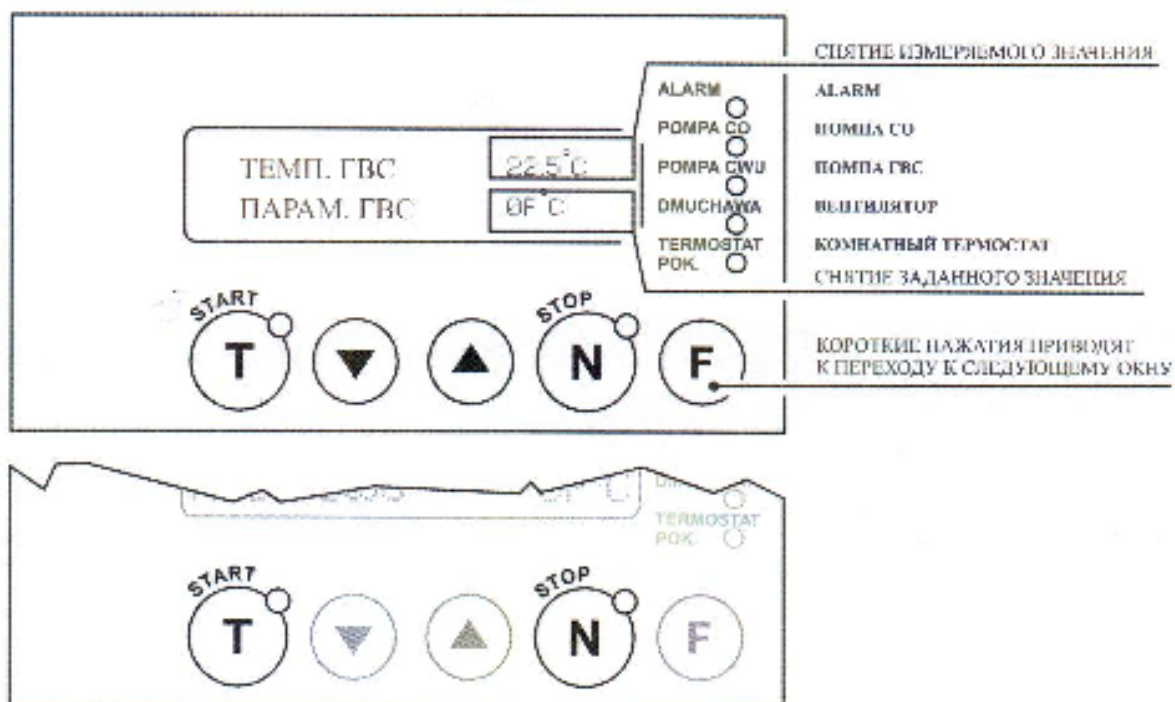 СНЯТИЕ ИЗМЕРЯЕМОГО ЗНАЧЕНИЯ
ALARM ALARM
POMPA CO ПОМПА СО
ТЕМП. ГВС 22.5°C
POMPA CWU ПОМПА ГВС
ПАРАМ. ГВС 0F°C
DMUCHAWA ВЕНТИЛЯТОР
TERMOSTAT КОМНАТНЫЙ ТЕРМОСТАТ
POK.
СНЯТИЕ ЗАДАННОГО ЗНАЧЕНИЯ
START STOP
T N F
КОРОТКИЕ НАЖАТИЯ ПРИВОДЯТ
К ПЕРЕХОДУ К СЛЕДУЮЩЕМУ ОКНУ
TERMOSTAT
POK.
START STOP
T N F